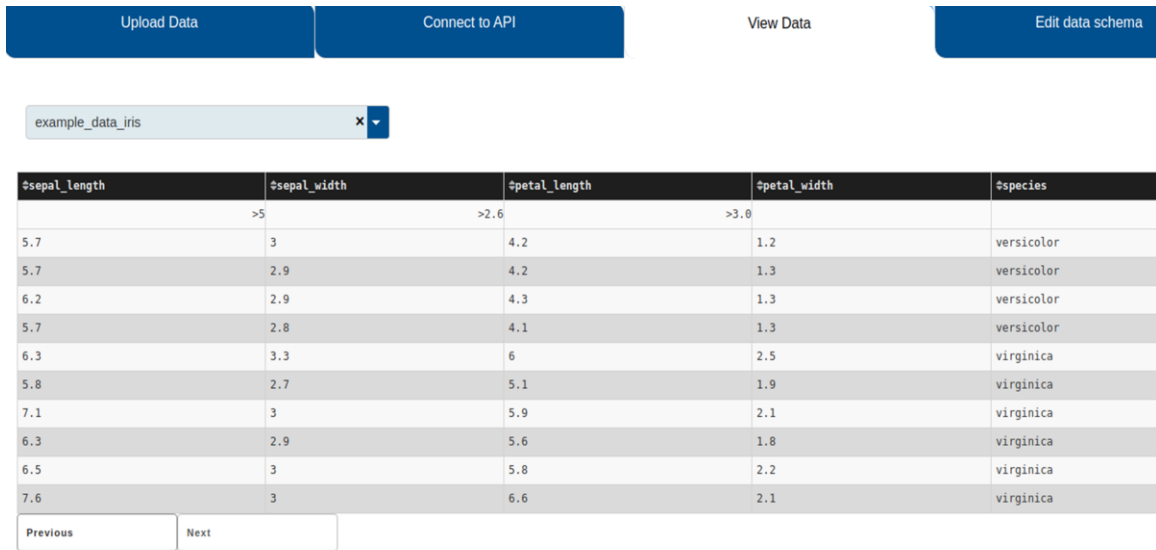 Upload Data Connect to API View Data Edit data schema
example_data_iris × 
sepal_length sepal_width petal_length petal_width species
>5 >2.6 >3.0
5.7 3 4.2 1.2 versicolor
5.7 2.9 4.2 1.3 versicolor
6.2 2.9 4.3 1.3 versicolor
5.7 2.8 4.1 1.3 versicolor
6.3 3.3 6 2.5 virginica
5.8 2.7 5.1 1.9 virginica
7.1 3 5.9 2.1 virginica
6.3 2.9 5.6 1.8 virginica
6.5 3 5.8 2.2 virginica
7.6 3 6.6 2.1 virginica
Previous Next